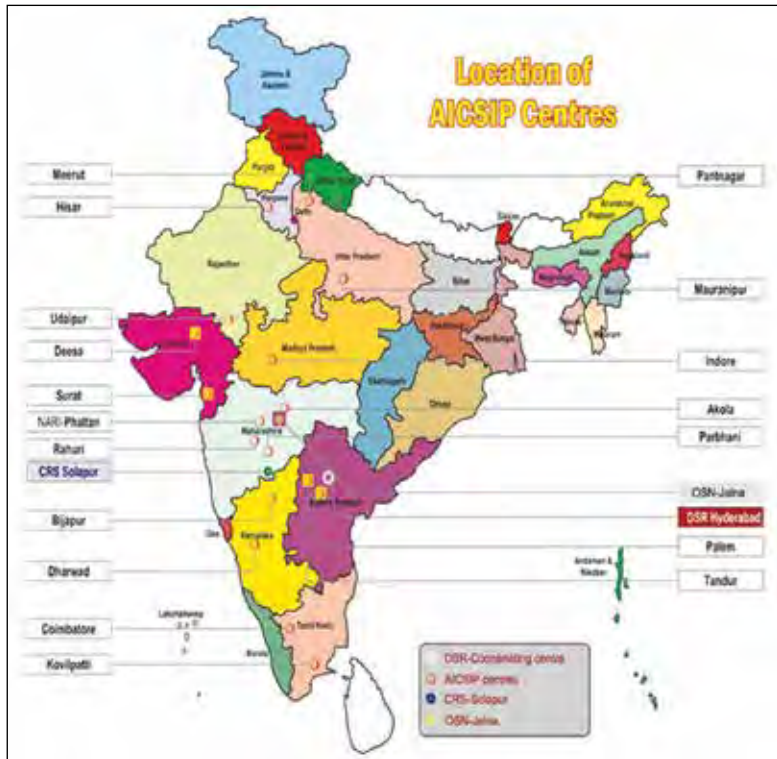 Location of
AICSIP Centres
Jammu &
Kashmir
Punjab
Haryana
Delhi
Rajasthan
Uttar Pradesh
Bihar
Sikkim
Arunachal
Pradesh
Assam
Madhya Pradesh
West Bengal
Orissa
Maharashtra
Goa
Karnataka
Tamil Nadu
Kerala
Lakshadweep
Andaman &
Nicobar
Meerut
Hisar
Udaipur
Deesa
Surat
NARI-Phaltan
Rahuri
CRS Solapur
Bijapur
Dharwad
Coimbatore
Kovilpatti
Pantnagar
Mauranipur
Indore
Akola
Parbhani
OSN-Jalna
DSR Hyderabad
Palem
Tandur
DSR-Coordinating centre
AICSIP centres
CRS-Solapur
OSN-Jalna